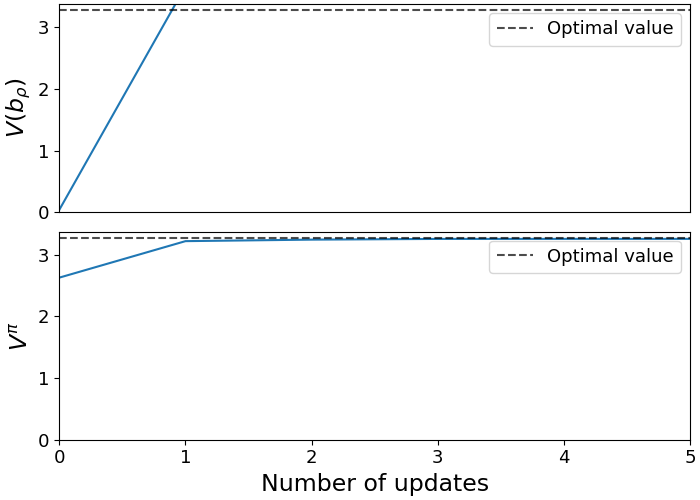 3
2
1
0
V(b_ρ)
Optimal value
3
2
1
0
V^π
Optimal value
0 1 2 3 4 5
Number of updates